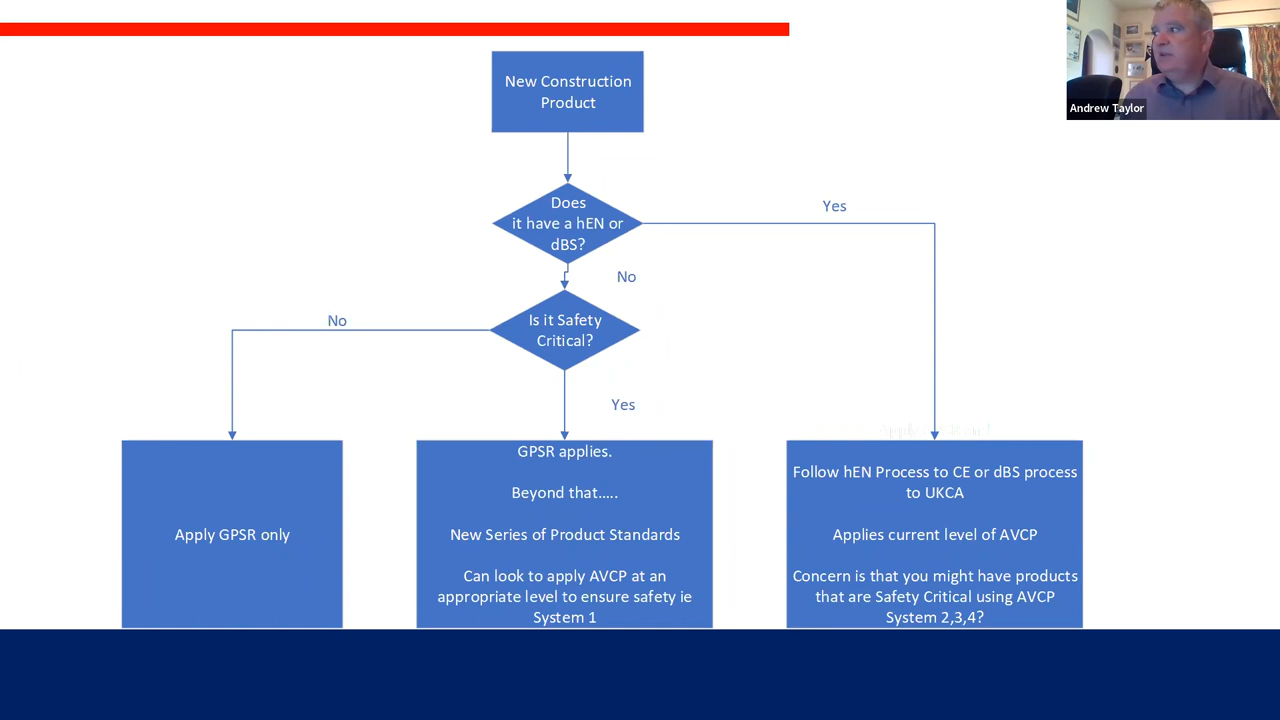 New Construction
Product
Andrew Taylor
Does
it have a hEN or
dBS?
Yes
No
Is it Safety
Critical?
No
Yes
Apply GPSR only
GPSR applies.
Beyond that.....
New Series of Product Standards
Can look to apply AVCP at an
appropriate level to ensure safety ie
System 1
Follow hEN Process to CE or dBS process
to UKCA
Applies current level of AVCP
Concern is that you might have products
that are Safety Critical using AVCP
System 2,3,4?